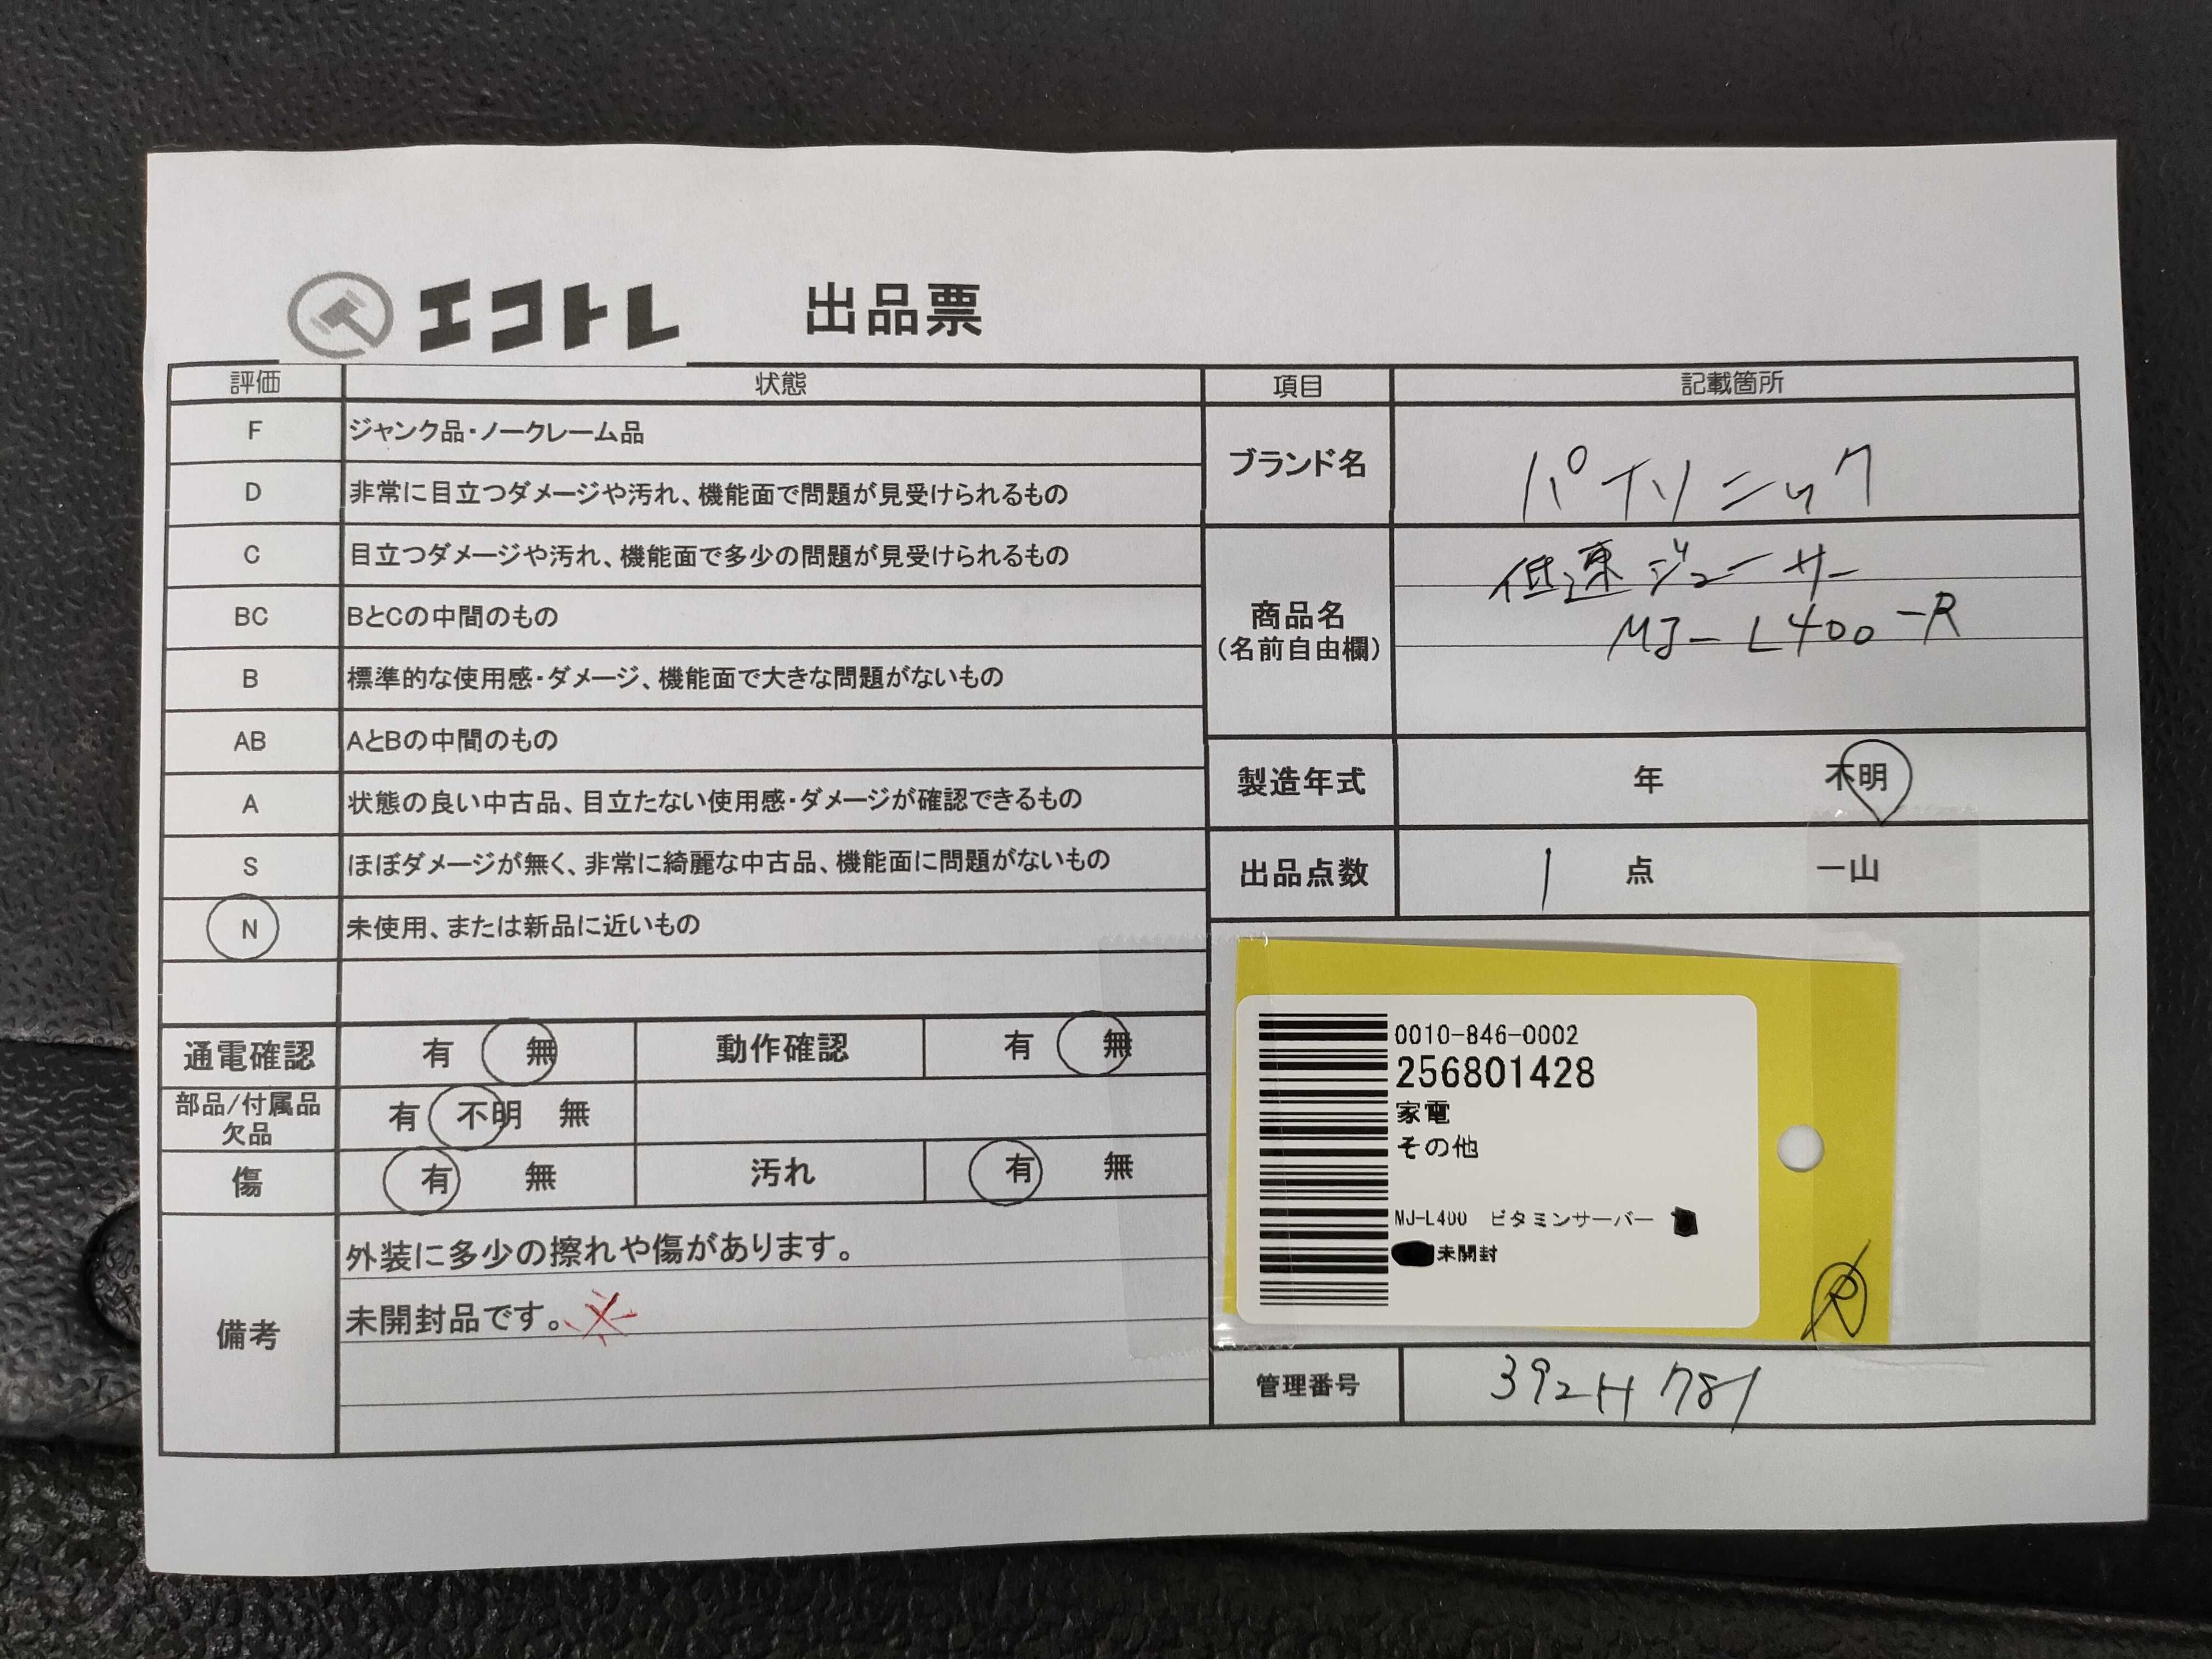 エコトレ 出品票
評価 状態
F ジャンク品・ノークレーム品
D 非常に目立つダメージや汚れ、機能面で問題が見受けられるもの
C 目立つダメージや汚れ、機能面で多少の問題が見受けられるもの
BC BとCの中間のもの
B 標準的な使用感・ダメージ、機能面で大きな問題がないもの
AB AとBの中間のもの
A 状態の良い中古品、目立たない使用感・ダメージが確認できるもの
S ほぼダメージが無く、非常に綺麗な中古品、機能面に問題がないもの
N 未使用、または新品に近いもの
通電確認 有 無 動作確認 有 無
部品/付属品
欠品 有 不明 無
傷 有 無 汚れ 有 無
備考
外装に多少の擦れや傷があります。
未開封品です。※
項目 記載箇所
ブランド名 パナソニック
商品名
(名前自由欄)
低速ジューサー
MJ-L400-R
製造年式 年 不明
出品点数 1 点 一山
0010-846-0002
256801428
家電
その他
MJ-L400 ビタミンサーバー
未開封
R
管理番号 392H781